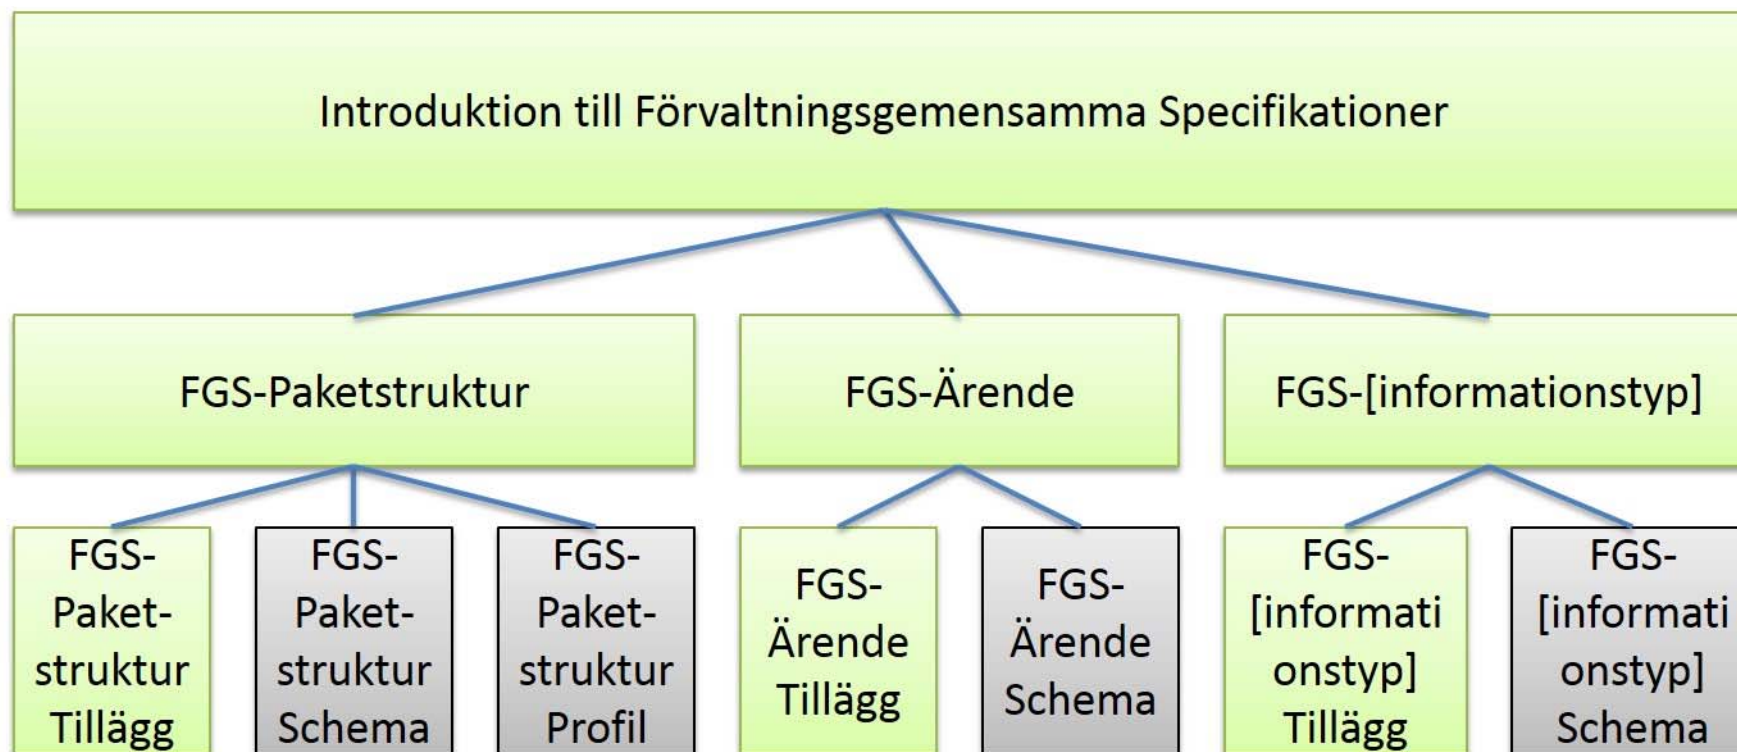 Introduktion till Förvaltningsgemensamma Specifikationer
FGS-Paketstruktur
FGS-Ärende
FGS-[informationstyp]
FGS-
Paket-
struktur
Tillägg
FGS-
Paket-
struktur
Schema
FGS-
Paket-
struktur
Profil
FGS-
Ärende
Tillägg
FGS-
Ärende
Schema
FGS-
[informati
onstyp]
Tillägg
FGS-
[informati
onstyp]
Schema